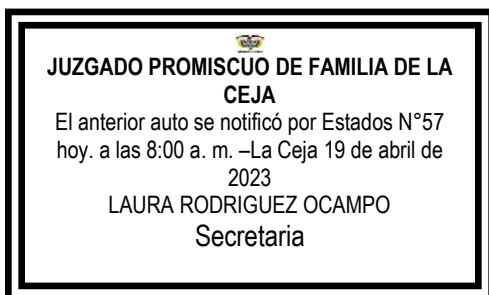 JUZGADO PROMISCUO DE FAMILIA DE LA
CEJA
El anterior auto se notificó por Estados N°57
hoy. a las 8:00 a. m. –La Ceja 19 de abril de
2023
LAURA RODRIGUEZ OCAMPO
Secretaria